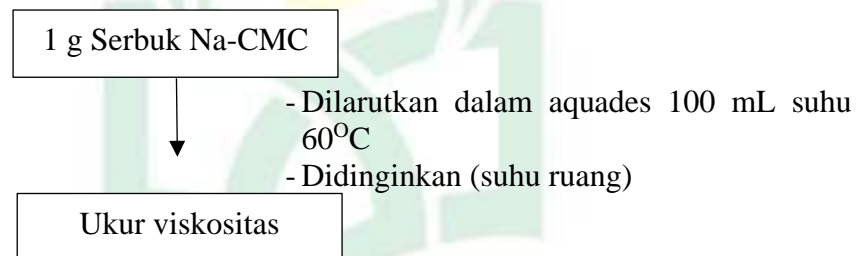 1 g Serbuk Na-CMC
- Dilarutkan dalam aquades 100 mL suhu
60°C
- Didinginkan (suhu ruang)
Ukur viskositas